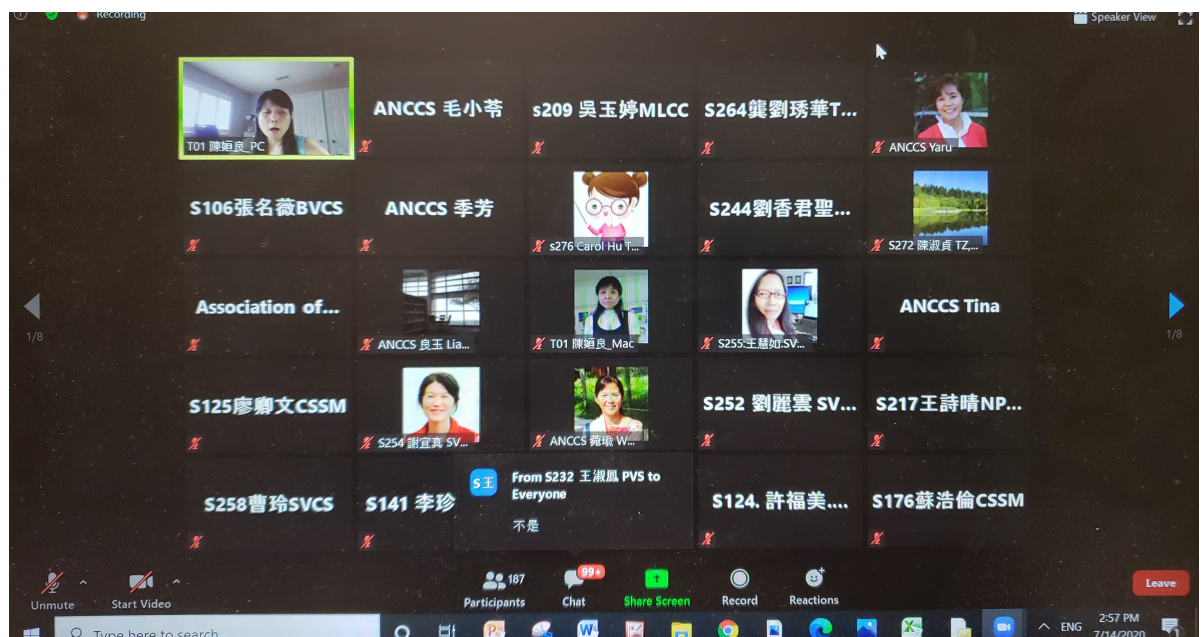 Recording
Speaker View
T01 陳姮良_PC
ANCCS 毛小苓
s209 吳玉婷MLCC
S264龔劉琇華T...
ANCCS Yaru
S106張名薇BVCS
ANCCS 季芳
s276 Carol Hu T...
S244劉香君聖...
S272 陳淑貞 TZ,...
Association of...
ANCCS 良玉 Lia...
T01 陳姮良_Mac
S255.王慧如.SV...
ANCCS Tina
1/8
1/8
S125廖卿文CSSM
S254 謝宜真 SV...
ANCCS 菀瑜 W...
S252 劉麗雲 SV...
S217王詩晴NP...
S258曹玲SVCS
S141 李珍
S王
From S232 王淑鳳 PVS to
Everyone
不是
S124. 許福美....
S176蘇浩倫CSSM
Unmute
Start Video
187
Participants
99+
Chat
Share Screen
Record
Reactions
Leave
Type here to search
ENG
2:57 PM
7/14/2020